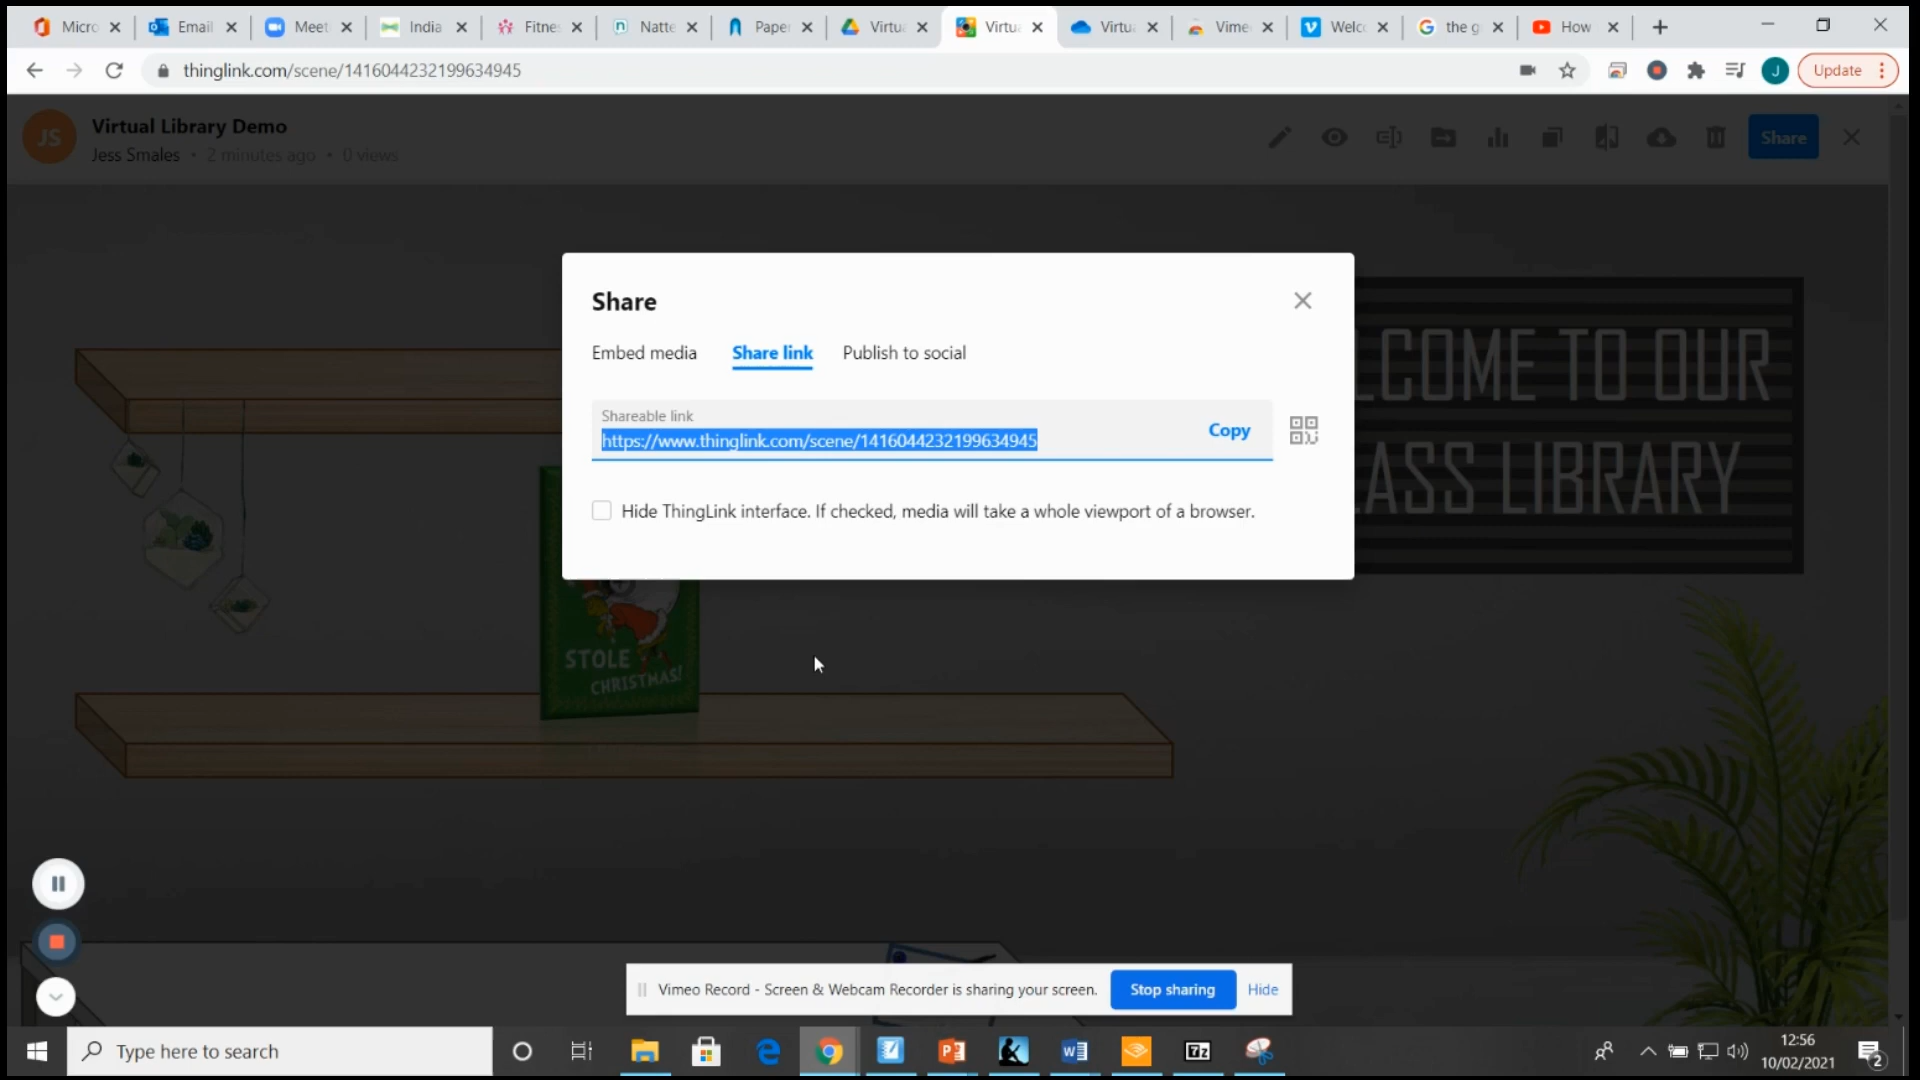 Micro
Email
Meet
India
Fitne
Natte
Paper
Virtu
Virtu
Virtu
Vime
Welc
the g
How
thinglink.com/scene/1416044232199634945
J
Update
JS
Virtual Library Demo
Jess Smales • 2 minutes ago • 0 views
Share
Share
Embed media
Share link
Publish to social
Shareable link
https://www.thinglink.com/scene/1416044232199634945
Copy
Hide ThingLink interface. If checked, media will take a whole viewport of a browser.
COME TO OUR
ASS LIBRARY
STOLE
CHRISTMAS!
Vimeo Record - Screen & Webcam Recorder is sharing your screen.
Stop sharing
Hide
Type here to search
12:56
10/02/2021
2